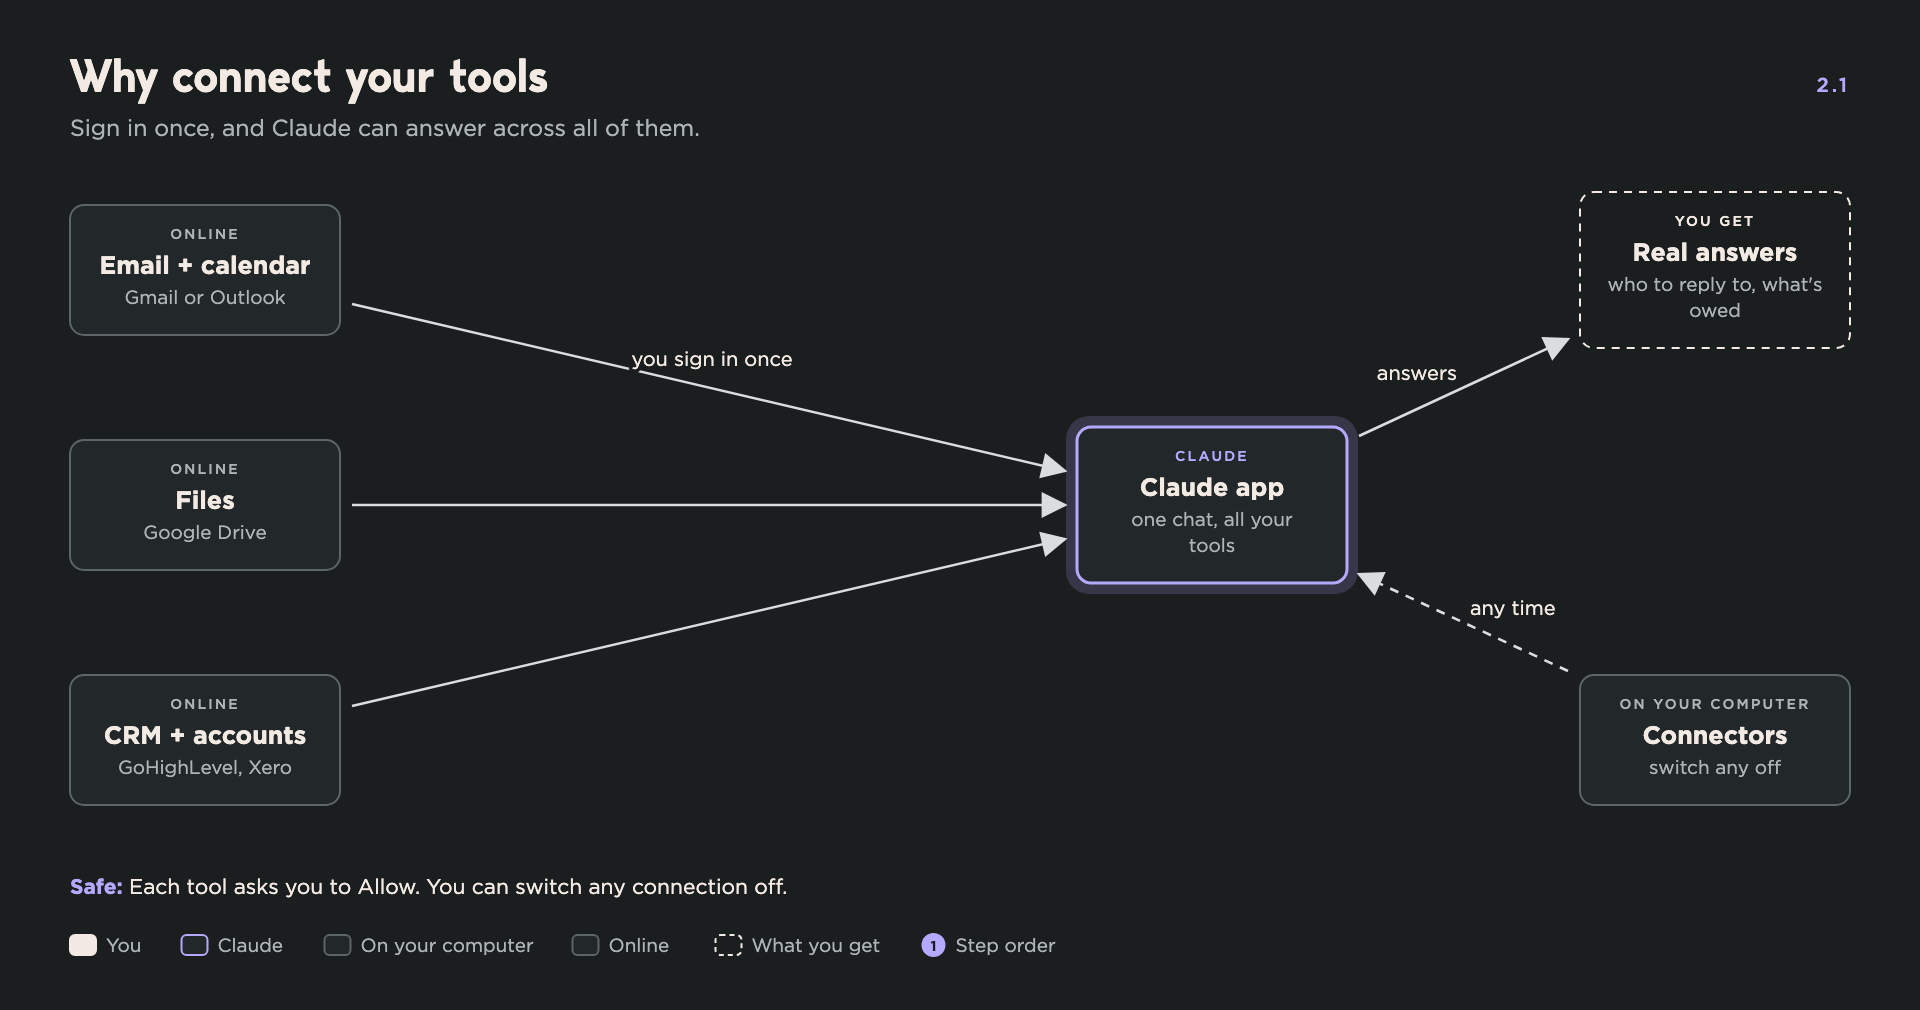 Why connect your tools
2.1
Sign in once, and Claude can answer across all of them.
ONLINE
Email + calendar
Gmail or Outlook
YOU GET
Real answers
who to reply to, what's
owed
you sign in once
answers
ONLINE
Files
Google Drive
CLAUDE
Claude app
one chat, all your
tools
any time
ONLINE
CRM + accounts
GoHighLevel, Xero
ON YOUR COMPUTER
Connectors
switch any off
Safe: Each tool asks you to Allow. You can switch any connection off.
You
Claude
On your computer
Online
What you get
1 Step order